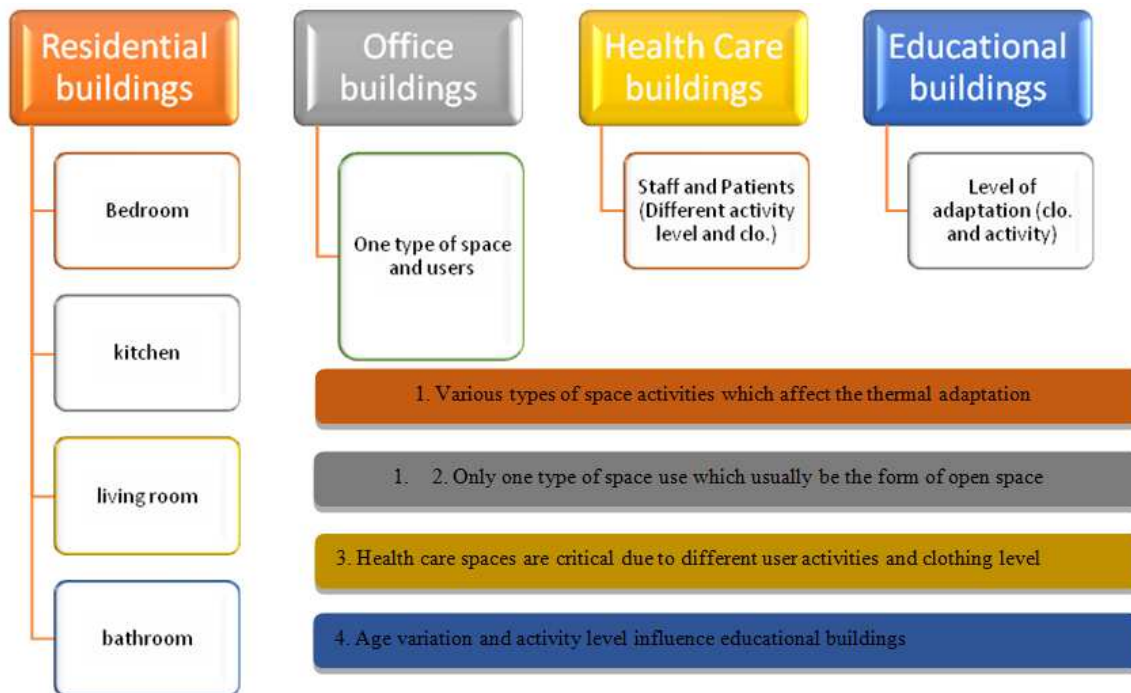 Residential
buildings
Office
buildings
Health Care
buildings
Educational
buildings
Bedroom
kitchen
living room
bathroom
One type of space
and users
Staff and Patients
(Different activity
level and clo.)
Level of
adaptation (clo.
and activity)
1. Various types of space activities which affect the thermal adaptation
1. 2. Only one type of space use which usually be the form of open space
3. Health care spaces are critical due to different user activities and clothing level
4. Age variation and activity level influence educational buildings